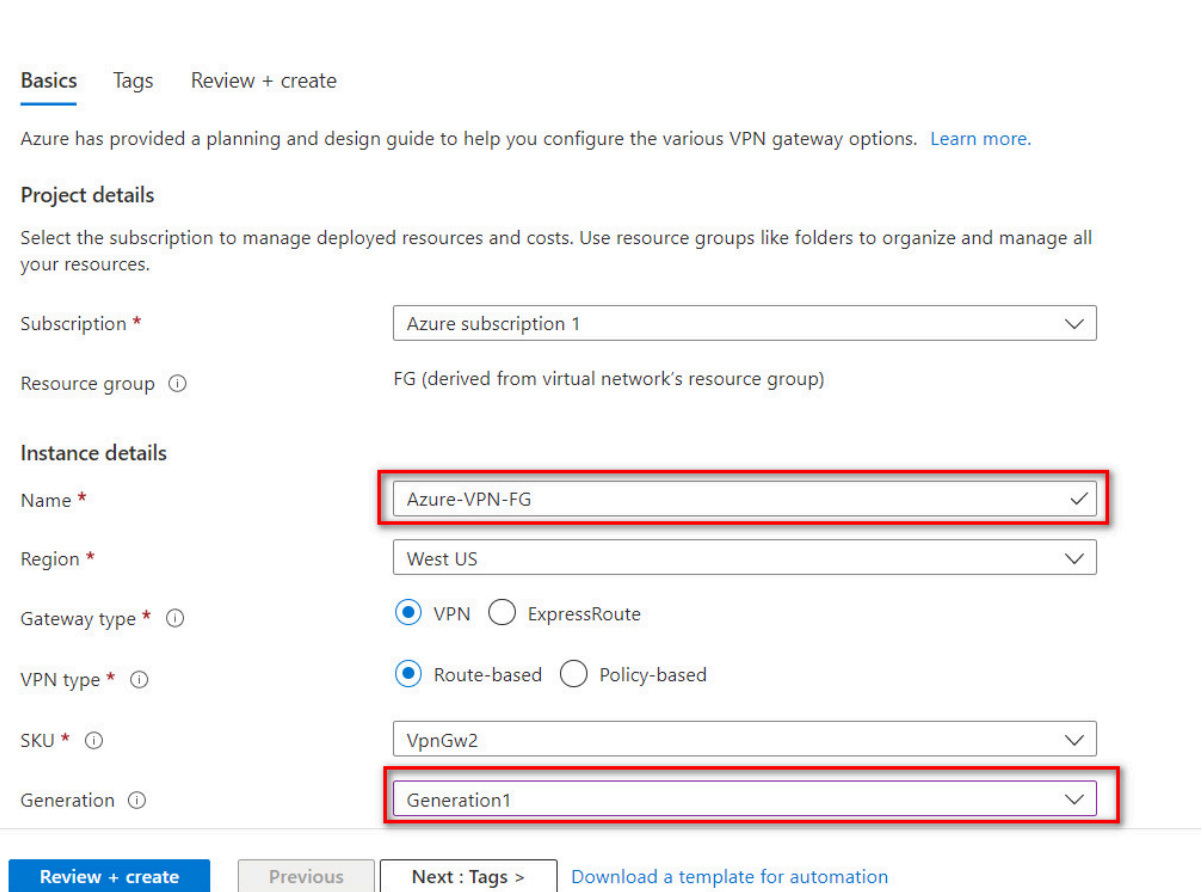 Basics Tags Review + create
Azure has provided a planning and design guide to help you configure the various VPN gateway options. Learn more.
Project details
Select the subscription to manage deployed resources and costs. Use resource groups like folders to organize and manage all
your resources.
Subscription * Azure subscription 1
Resource group FG (derived from virtual network's resource group)
Instance details
Name * Azure-VPN-FG
Region * West US
Gateway type * VPN ExpressRoute
VPN type * Route-based Policy-based
SKU * VpnGw2
Generation Generation1
Review + create Previous Next : Tags > Download a template for automation